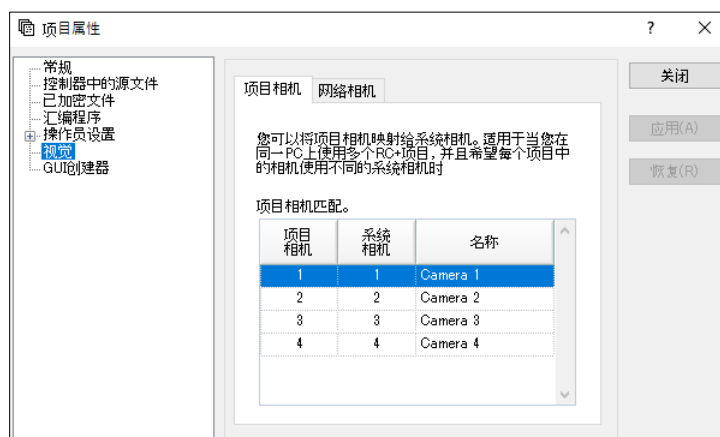 项目属性
?
×
常规
控制器中的源文件
已加密文件
汇编程序
操作员设置
视觉
GUI创建器
项目相机 网络相机
您可以将项目相机映射给系统相机。适用于当您在
同一PC上使用多个RC+项目，并且希望每个项目中
的相机使用不同的系统相机时
项目相机匹配。
项目
相机
系统
相机
名称
1 1 Camera 1
2 2 Camera 2
3 3 Camera 3
4 4 Camera 4
关闭
应用(A)
恢复(R)